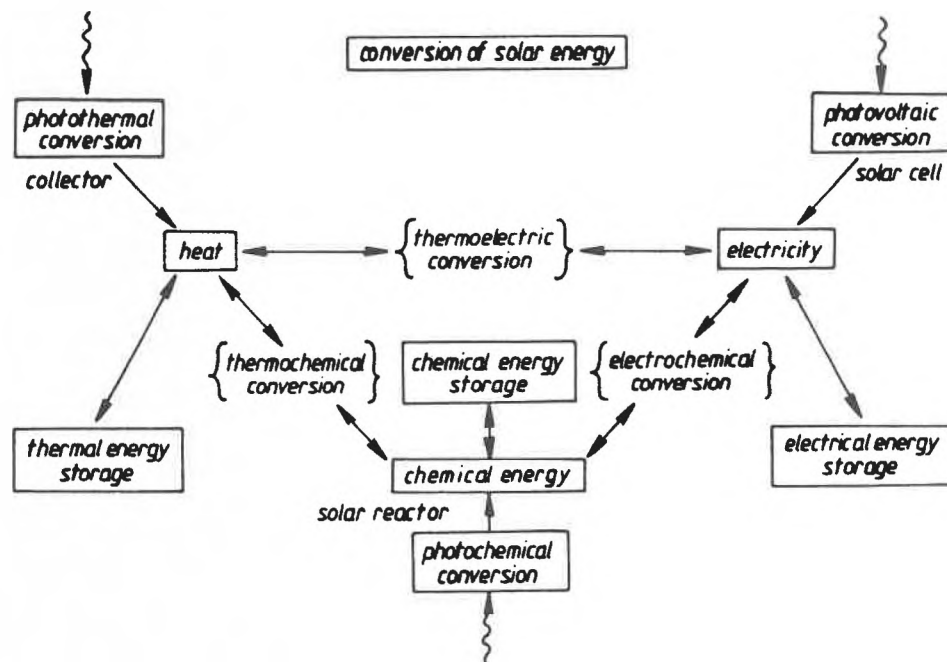 conversion of solar energy
photothermal
conversion
photovoltaic
conversion
collector
solar cell
heat
thermoelectric
conversion
electricity
thermochemical
conversion
chemical energy
storage
electrochemical
conversion
thermal energy
storage
chemical energy
electrical energy
storage
solar reactor
photochemical
conversion